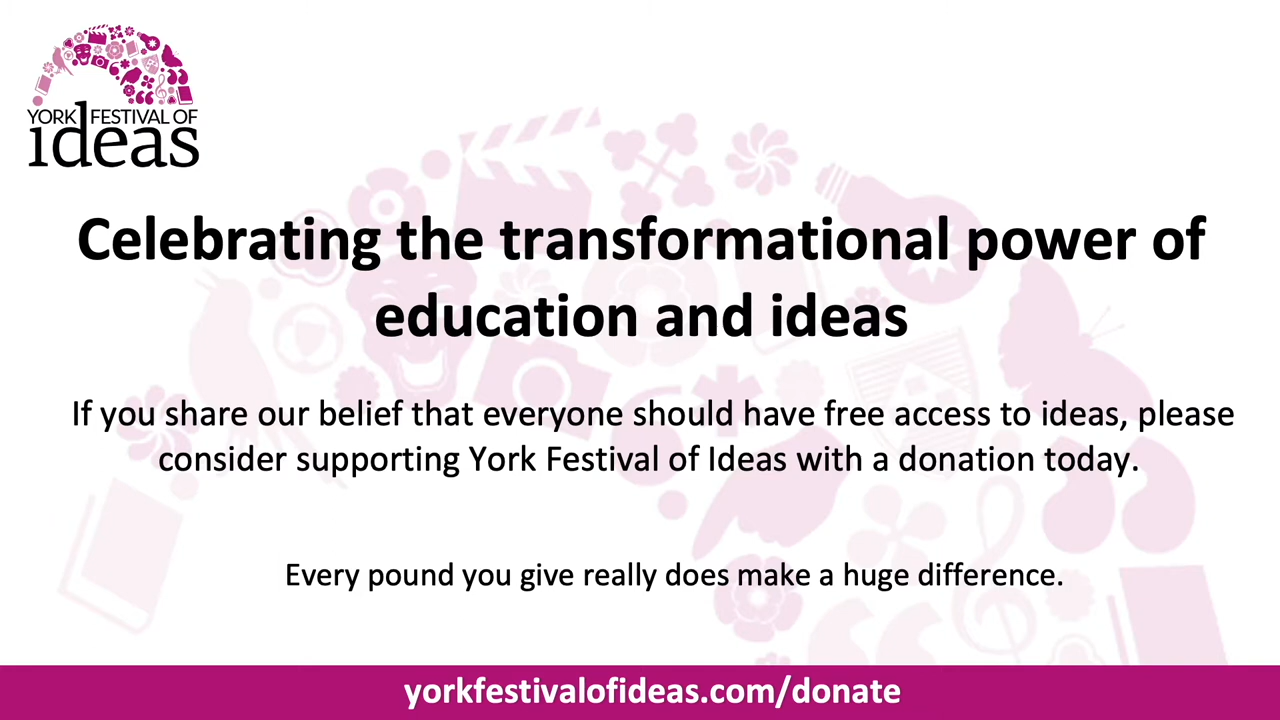 YORK FESTIVAL OF
ideas
Celebrating the transformational power of
education and ideas
If you share our belief that everyone should have free access to ideas, please
consider supporting York Festival of Ideas with a donation today.
Every pound you give really does make a huge difference.
yorkfestivalofideas.com/donate